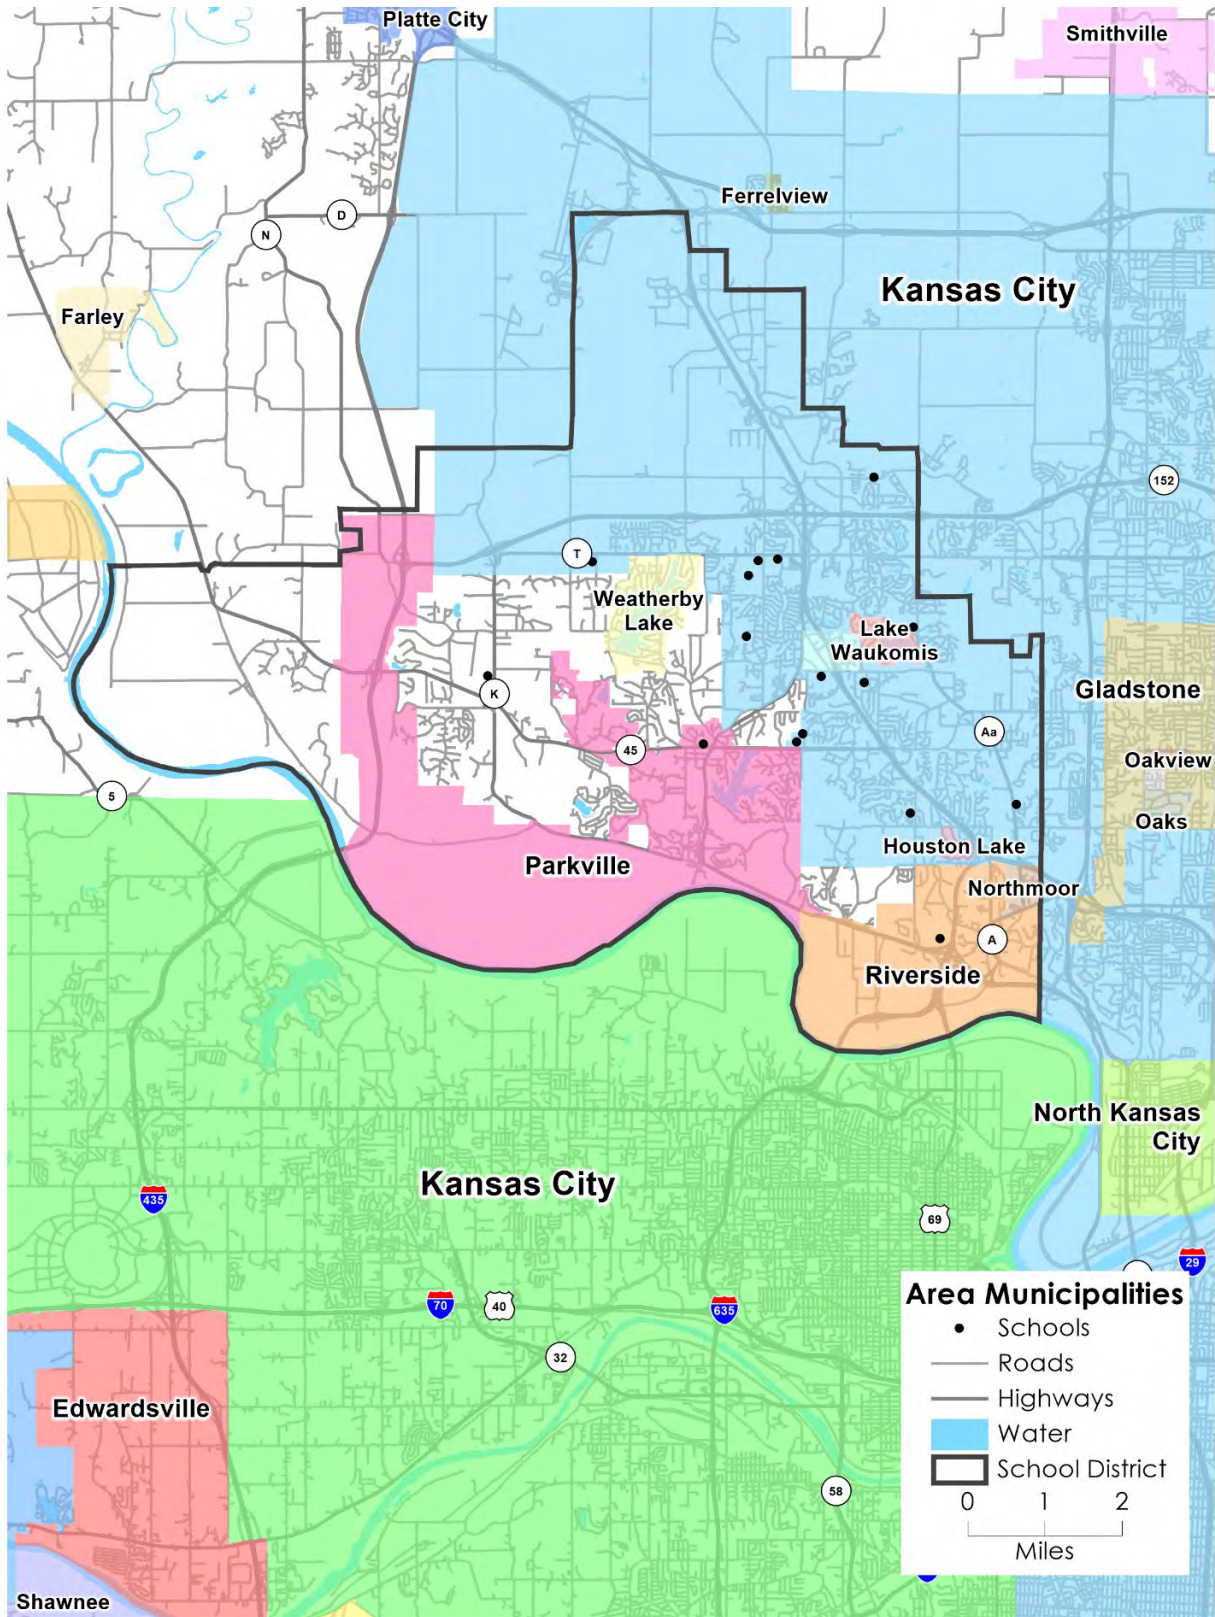 Platte City
Smithville
Ferrelview
D
N
Kansas City
Farley
152
T
Weatherby
Lake
Lake
Waukomis
K
Gladstone
45
Aa
Oakview
5
Oaks
Houston Lake
Parkville
Northmoor
A
Riverside
North Kansas
City
Kansas City
435
69
29
70
40
635
32
Edwardsville
58
Shawnee
Area Municipalities
Schools
Roads
Highways
Water
School District
0 1 2
Miles